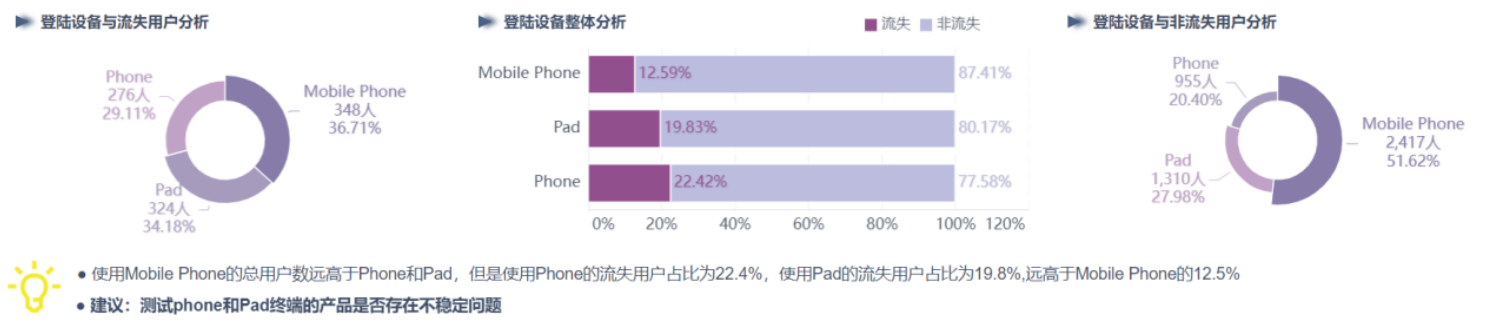 登陆设备与流失用户分析
Phone
276人
29.11%
Mobile Phone
348人
36.71%
Pad
324人
34.18%
登陆设备整体分析
流失 非流失
Mobile Phone 12.59% 87.41%
Pad 19.83% 80.17%
Phone 22.42% 77.58%
0% 20% 40% 60% 80% 100% 120%
登陆设备与非流失用户分析
Phone
955人
20.40%
Mobile Phone
2,417人
51.62%
Pad
1,310人
27.98%
● 使用Mobile Phone的总用户数远高于Phone和Pad，但是使用Phone的流失用户占比为22.4%，使用Pad的流失用户占比为19.8%,远高于Mobile Phone的12.5%
● 建议：测试phone和Pad终端的产品是否存在不稳定问题